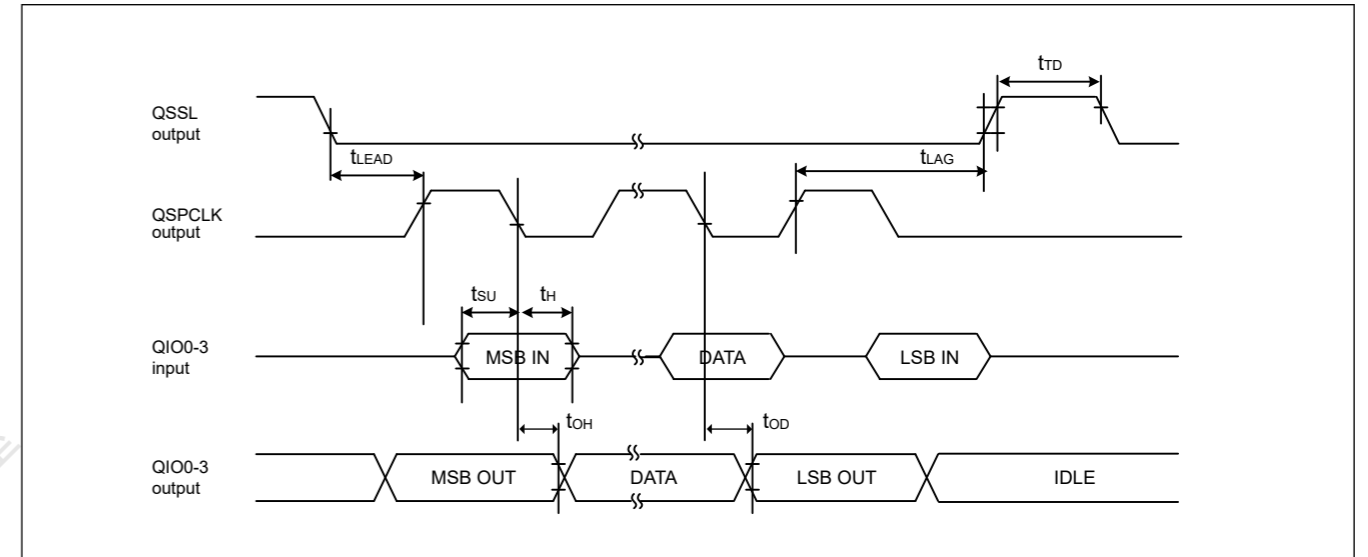 tTD
QSSL
output
tLEAD
tLAG
QSPCLK
output
tSU
tH
QIO0-3
input
MSB IN
DATA
LSB IN
tOH
tOD
QIO0-3
output
MSB OUT
DATA
LSB OUT
IDLE